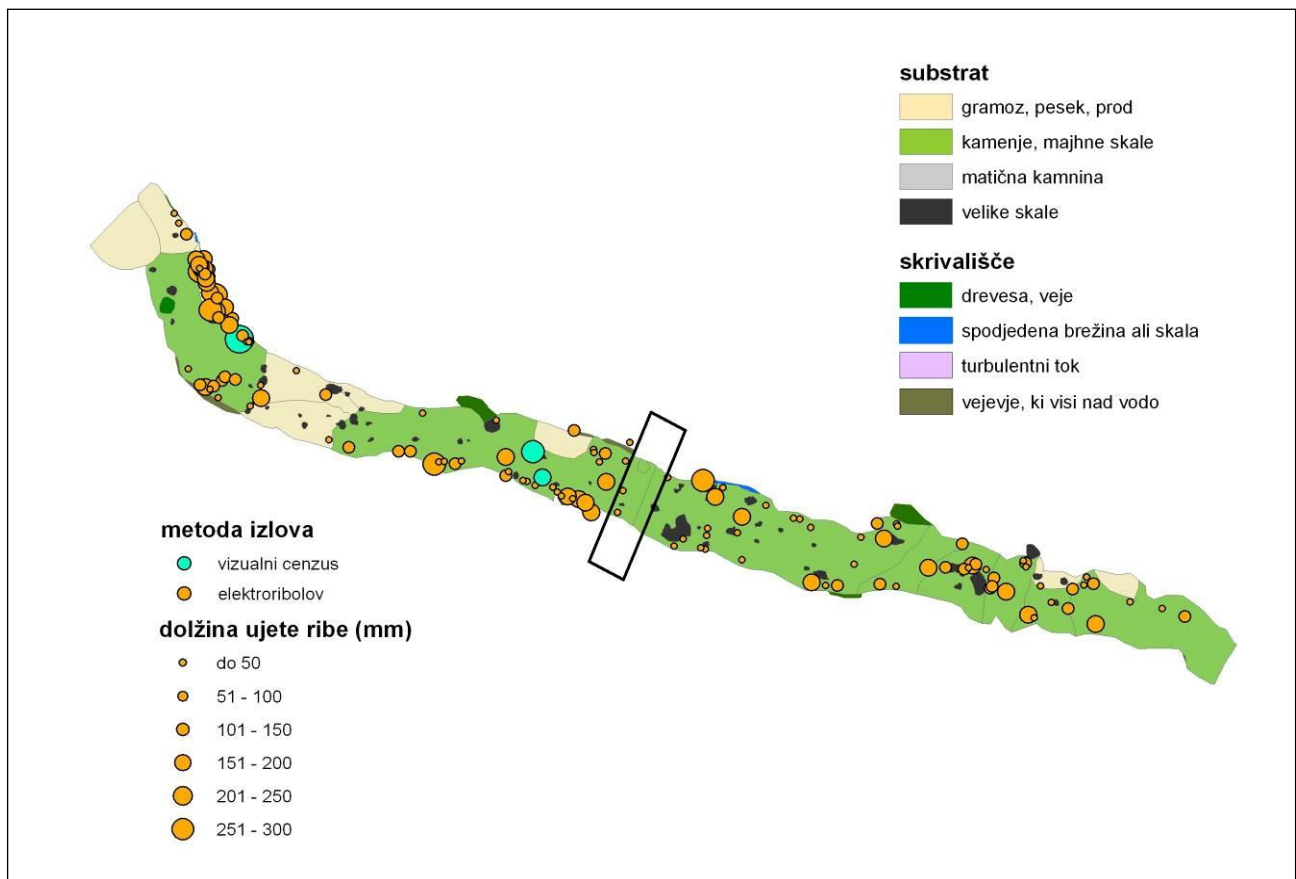 substrat
gramoz, pesek, prod
kamenje, majhne skale
matična kamnina
velike skale
skrivališče
drevesa, veje
spodjedena brežina ali skala
turbulentni tok
vejevje, ki visi nad vodo
metoda izlova
vizualni cenzus
elektroribolov
dolžina ujete ribe (mm)
do 50
51 - 100
101 - 150
151 - 200
201 - 250
251 - 300